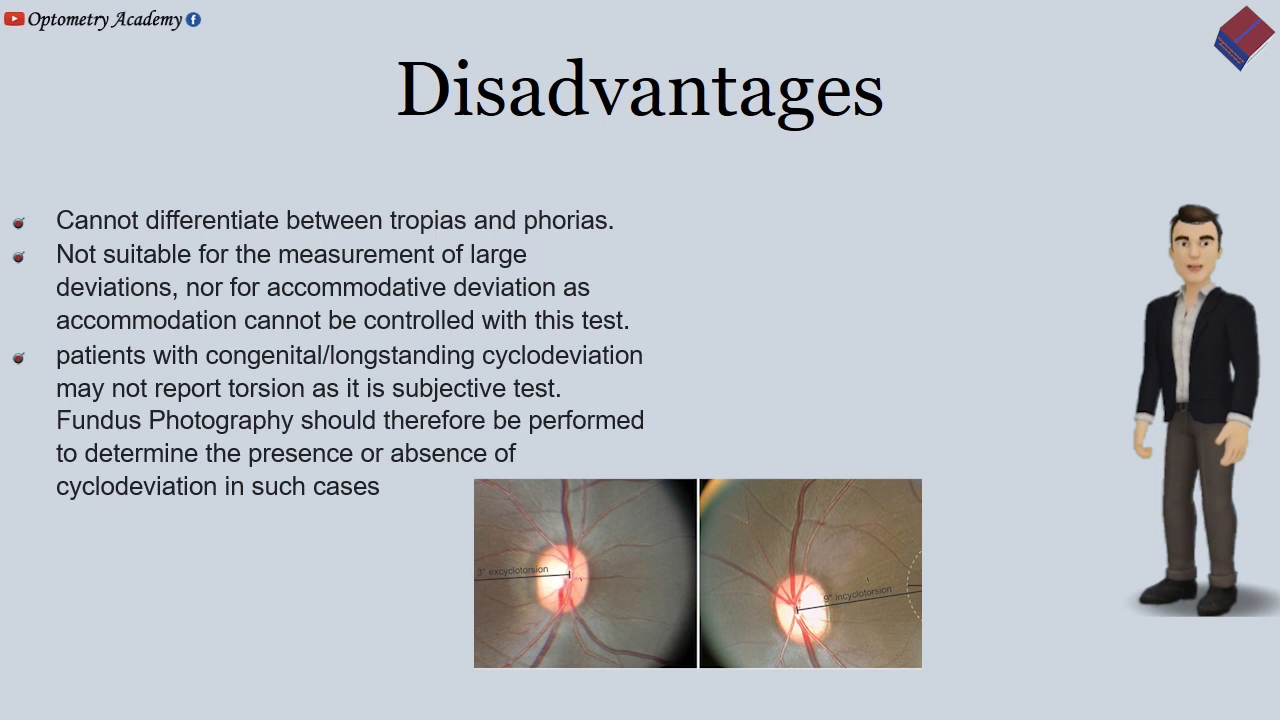 Optometry Academy
Disadvantages
Cannot differentiate between tropias and phorias.
Not suitable for the measurement of large
deviations, nor for accommodative deviation as
accommodation cannot be controlled with this test.
patients with congenital/longstanding cyclodeviation
may not report torsion as it is subjective test.
Fundus Photography should therefore be performed
to determine the presence or absence of
cyclodeviation in such cases
3° excyclotorsion
9° incyclotorsion